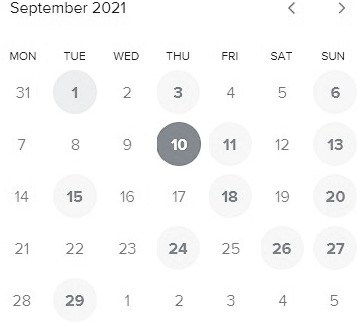 September 2021
MON TUE WED THU FRI SAT SUN
31 1 2 3 4 5 6
7 8 9 10 11 12 13
14 15 16 17 18 19 20
21 22 23 24 25 26 27
28 29 1 2 3 4 5